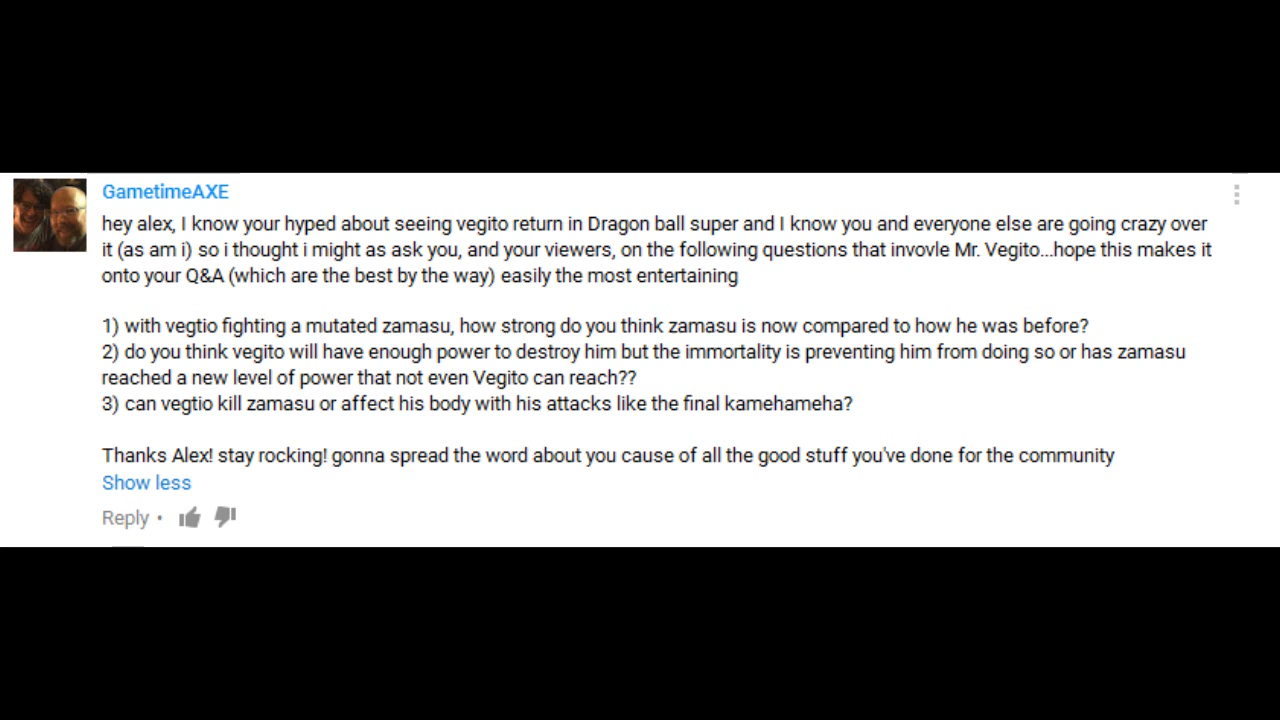 GametimeAXE
hey alex, I know your hyped about seeing vegito return in Dragon ball super and I know you and everyone else are going crazy over
it (as am i) so i thought i might as ask you, and your viewers, on the following questions that invovle Mr. Vegito...hope this makes it
onto your Q&A (which are the best by the way) easily the most entertaining
1) with vegtio fighting a mutated zamasu, how strong do you think zamasu is now compared to how he was before?
2) do you think vegito will have enough power to destroy him but the immortality is preventing him from doing so or has zamasu
reached a new level of power that not even Vegito can reach??
3) can vegtio kill zamasu or affect his body with his attacks like the final kamehameha?
Thanks Alex! stay rocking! gonna spread the word about you cause of all the good stuff you've done for the community
Show less
Reply •